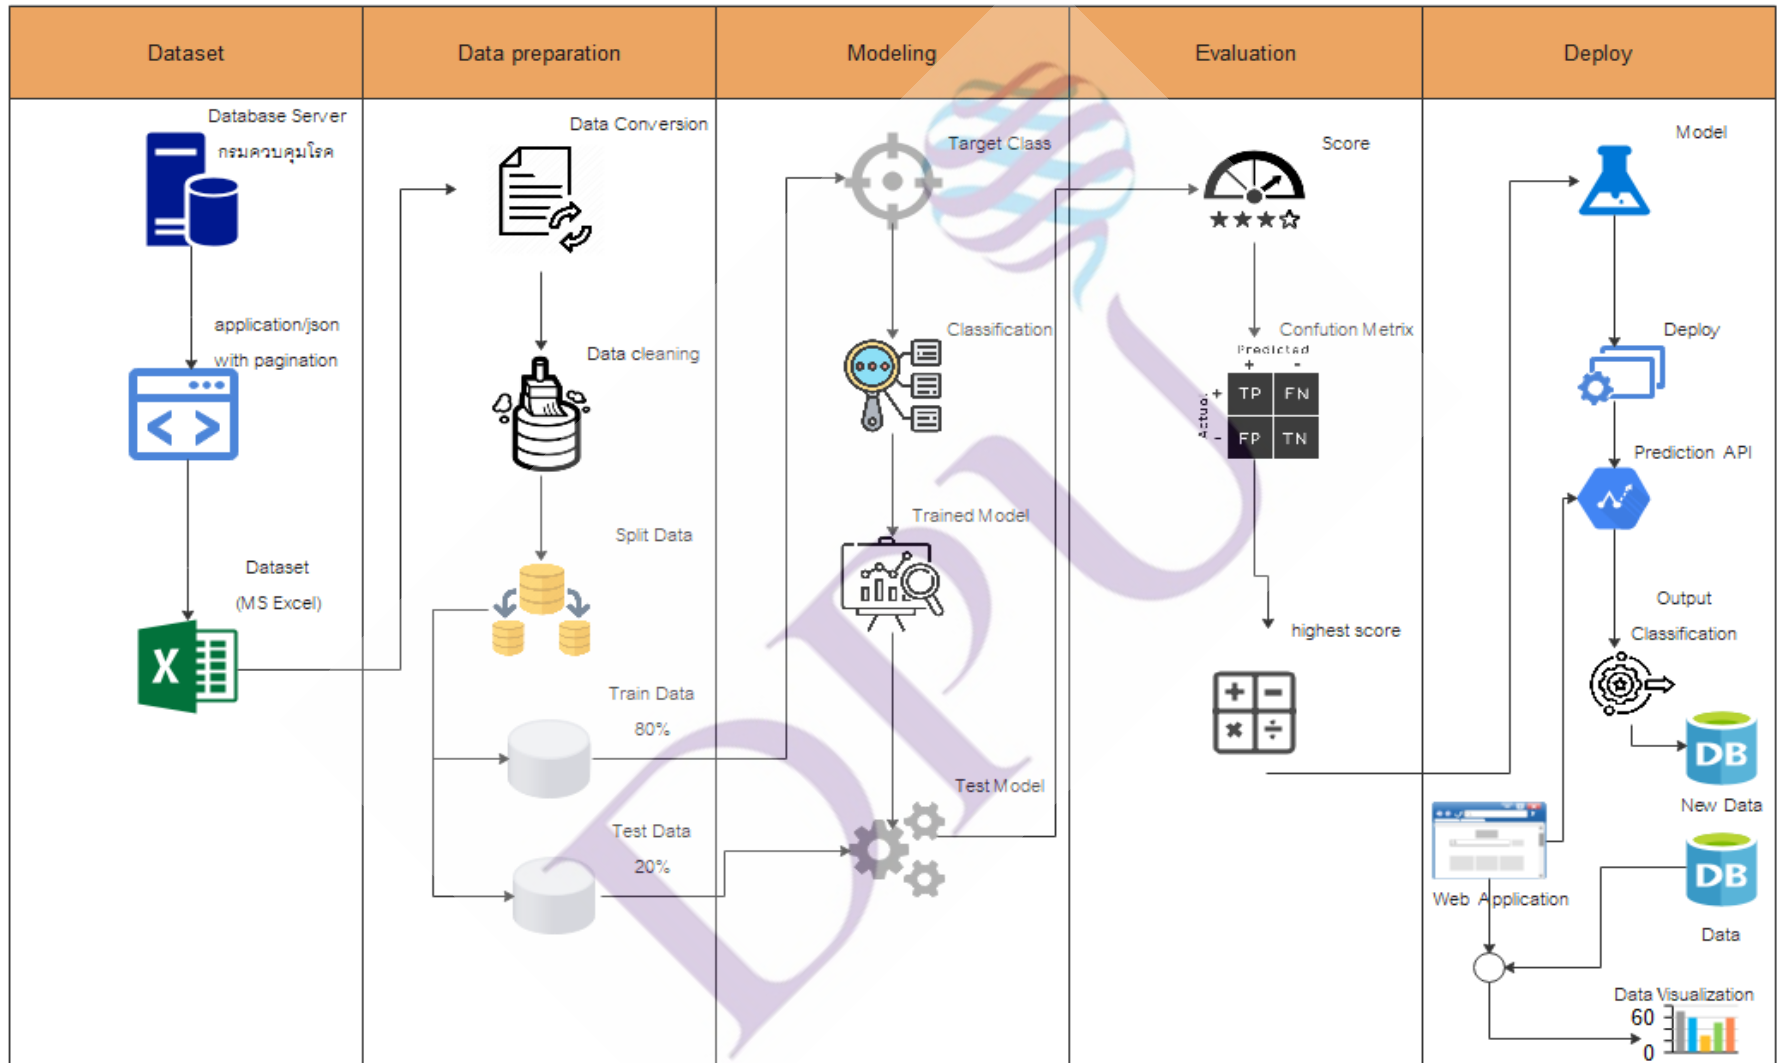 Dataset
Data preparation
Modeling
Evaluation
Deploy
Database Server
กรมควบคุมโรค
application/json
with pagination
Dataset
(MS Excel)
X
Data Conversion
Data cleaning
Split Data
Train Data
80%
Test Data
20%
Target Class
Classification
Trained Model
Test Model
Score
Confution Metrix
Predicted
+ -
Actual
+ TP FN
- FP TN
highest score
Model
Deploy
Prediction API
Output
Classification
DB
New Data
DB
Data
Web Application
Data Visualization
60
0
DPU